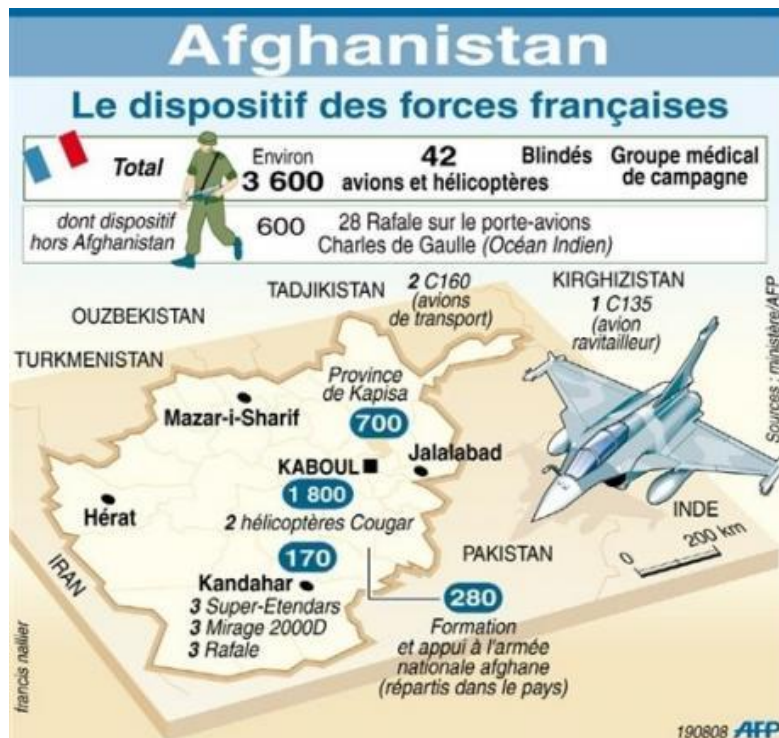 Afghanistan
Le dispositif des forces françaises
Total
Environ
3 600
42
avions et hélicoptères
Blindés
Groupe médical
de campagne
dont dispositif
hors Afghanistan
600
28 Rafale sur le porte-avions
Charles de Gaulle (Océan Indien)
OUZBEKISTAN
TADJIKISTAN
2 C160
(avions
de transport)
KIRGHIZISTAN
1 C135
(avion
ravitailleur)
Sources : ministère/AFP
TURKMENISTAN
Mazar-i-Sharif
Province
de Kapisa
700
Jalalabad
KABOUL
1 800
2 hélicoptères Cougar
Hérat
IRAN
170
Kandahar
3 Super-Etendars
3 Mirage 2000D
3 Rafale
PAKISTAN
INDE
0 200 km
280
Formation
et appui à l'armée
nationale afghane
(répartis dans le pays)
francis nallier
190808 AFP